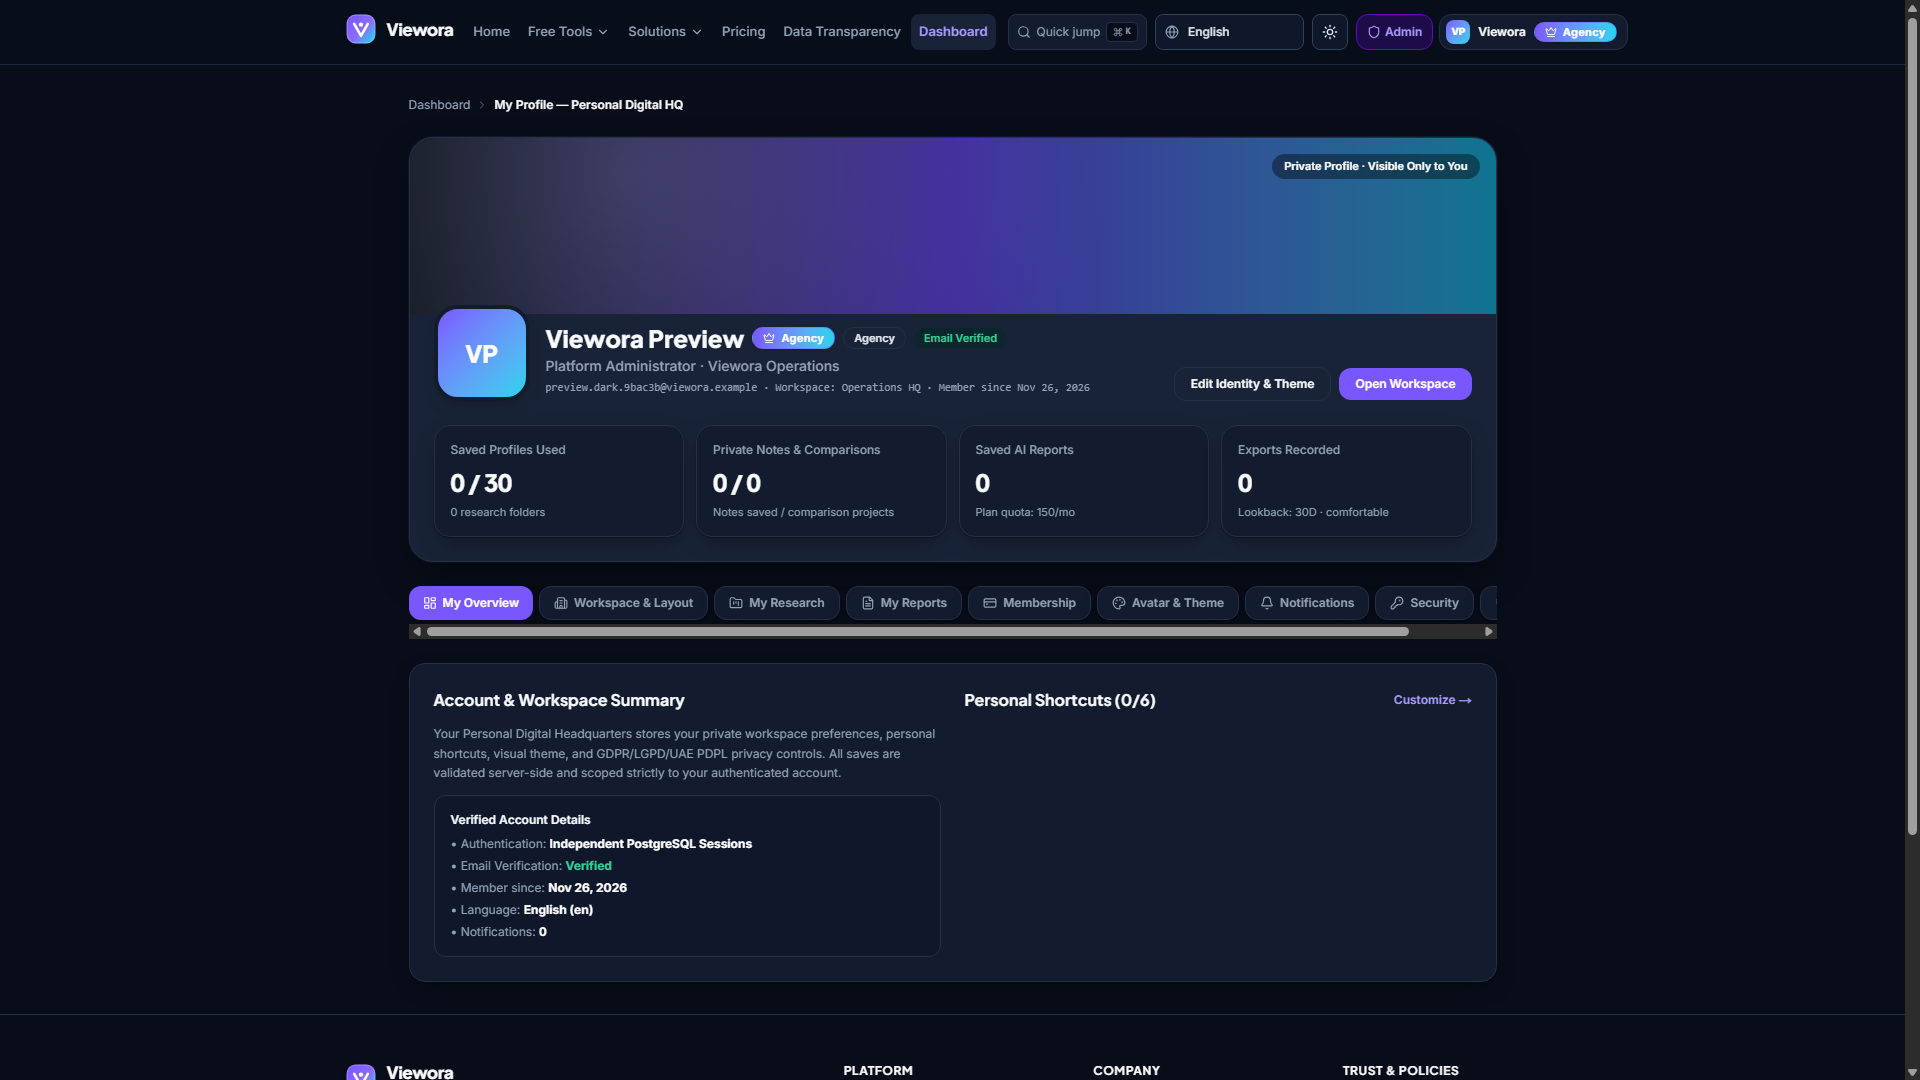 Viewora
Home
Free Tools
Solutions
Pricing
Data Transparency
Dashboard
Quick jump ⌘ K
English
Admin
VP Viewora Agency
Dashboard > My Profile — Personal Digital HQ
Private Profile · Visible Only to You
VP
Viewora Preview Agency Agency Email Verified
Platform Administrator · Viewora Operations
preview.dark.9bac3b@viewora.example · Workspace: Operations HQ · Member since Nov 26, 2026
Edit Identity & Theme
Open Workspace
Saved Profiles Used
0 / 30
0 research folders
Private Notes & Comparisons
0 / 0
Notes saved / comparison projects
Saved AI Reports
0
Plan quota: 150/mo
Exports Recorded
0
Lookback: 30D · comfortable
My Overview
Workspace & Layout
My Research
My Reports
Membership
Avatar & Theme
Notifications
Security
Account & Workspace Summary
Your Personal Digital Headquarters stores your private workspace preferences, personal
shortcuts, visual theme, and GDPR/LGPD/UAE PDPL privacy controls. All saves are
validated server-side and scoped strictly to your authenticated account.
Verified Account Details
• Authentication: Independent PostgreSQL Sessions
• Email Verification: Verified
• Member since: Nov 26, 2026
• Language: English (en)
• Notifications: 0
Personal Shortcuts (0/6)
Customize →
Viewora
PLATFORM
COMPANY
TRUST & POLICIES